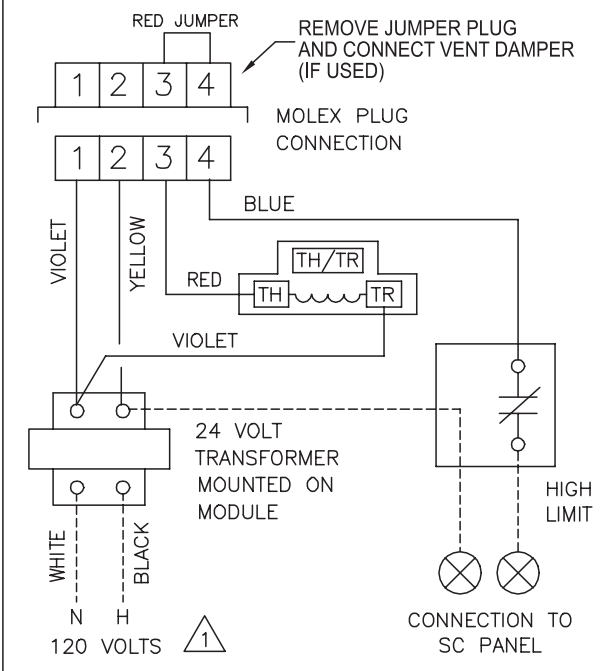 RED JUMPER
REMOVE JUMPER PLUG
AND CONNECT VENT DAMPER
(IF USED)
1 2 3 4
MOLEX PLUG
CONNECTION
1 2 3 4
BLUE
VIOLET
YELLOW
TH/TR
RED
TH
TR
VIOLET
24 VOLT
TRANSFORMER
MOUNTED ON
MODULE
HIGH
LIMIT
WHITE
BLACK
N H
120 VOLTS
1
CONNECTION TO
SC PANEL